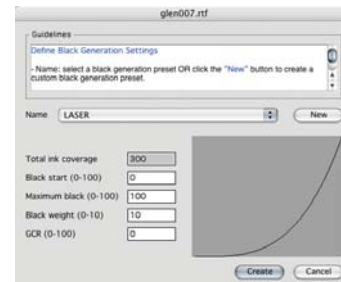 glen007.rtf
Guidelines
Define Black Generation Settings
- Name: select a black generation preset OR click the "New" button to create a
custom black generation preset.
Name LASER New
Total ink coverage 300
Black start (0-100) 0
Maximum black (0-100) 100
Black weight (0-10) 10
GCR (0-100) 0
Create Cancel